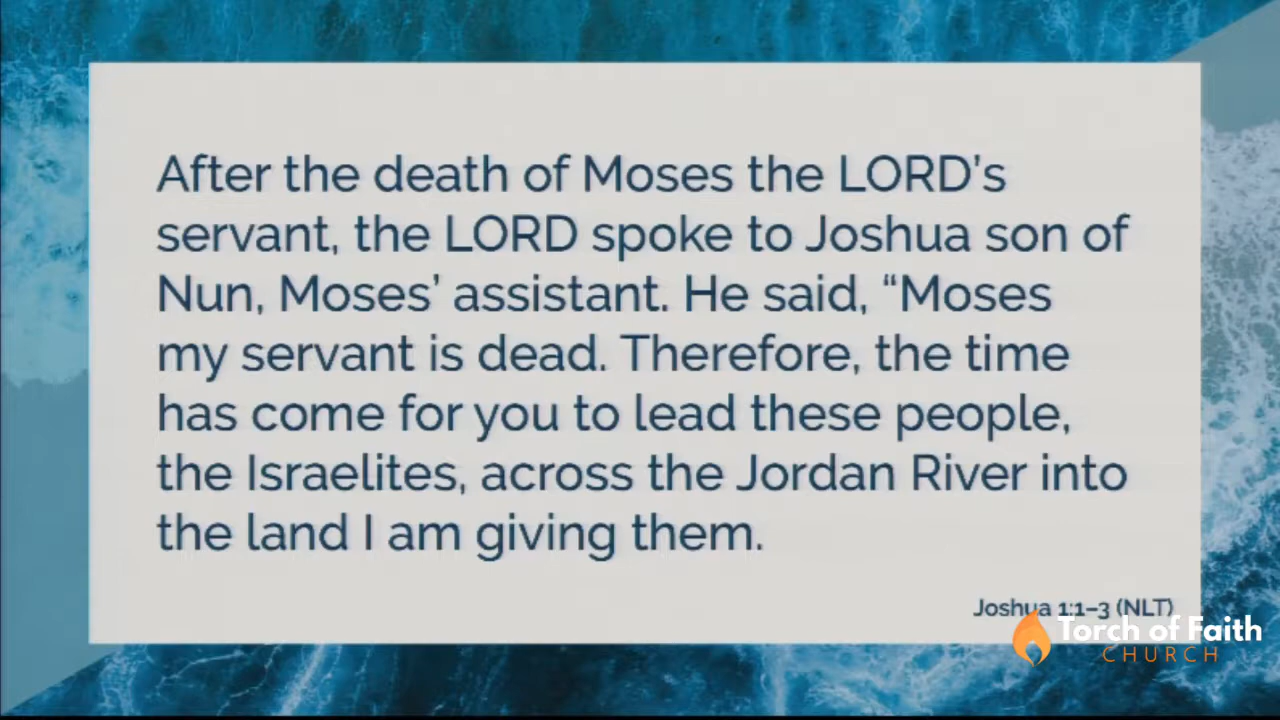 After the death of Moses the LORD’s
servant, the LORD spoke to Joshua son of
Nun, Moses’ assistant. He said, “Moses
my servant is dead. Therefore, the time
has come for you to lead these people,
the Israelites, across the Jordan River into
the land I am giving them.
Joshua 1:1–3 (NLT)
Torch of Faith
CHURCH